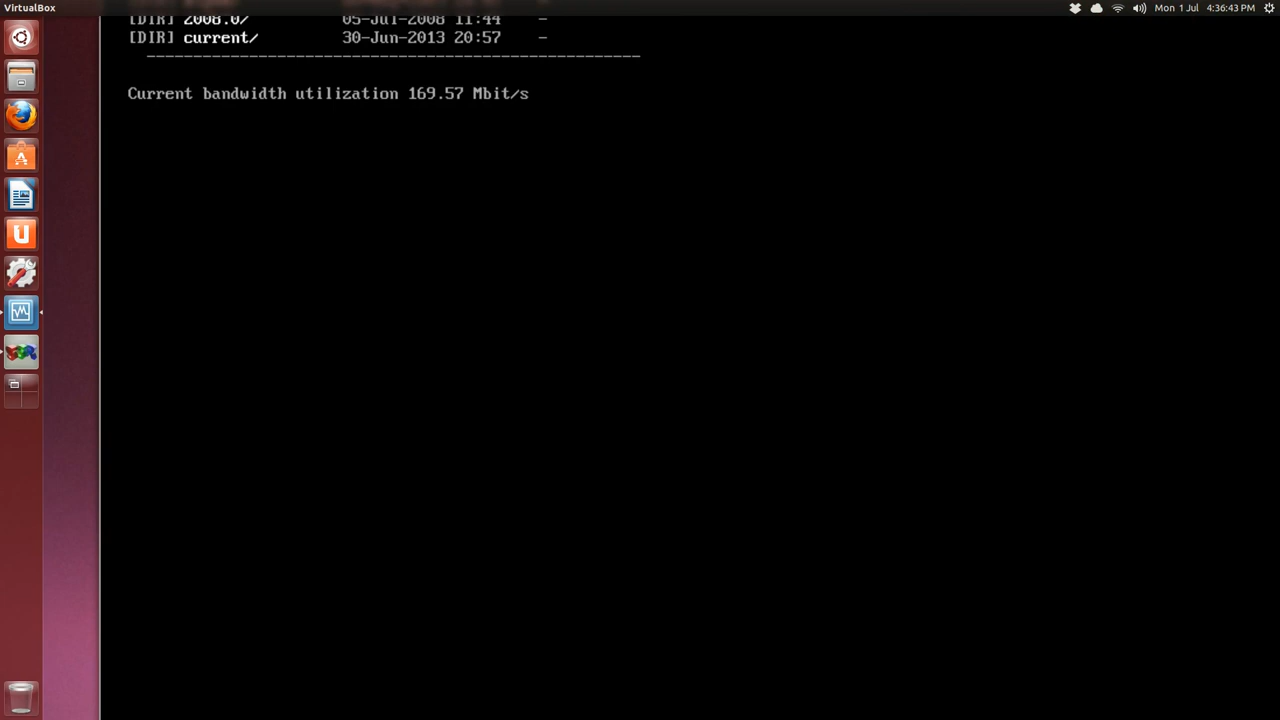 VirtualBox
Mon 1 Jul 4:36:43 PM
[DIR] 2008.0/ 05-Jul-2008 11:44 -
[DIR] current/ 30-Jun-2013 20:57 -
Current bandwidth utilization 169.57 Mbit/s